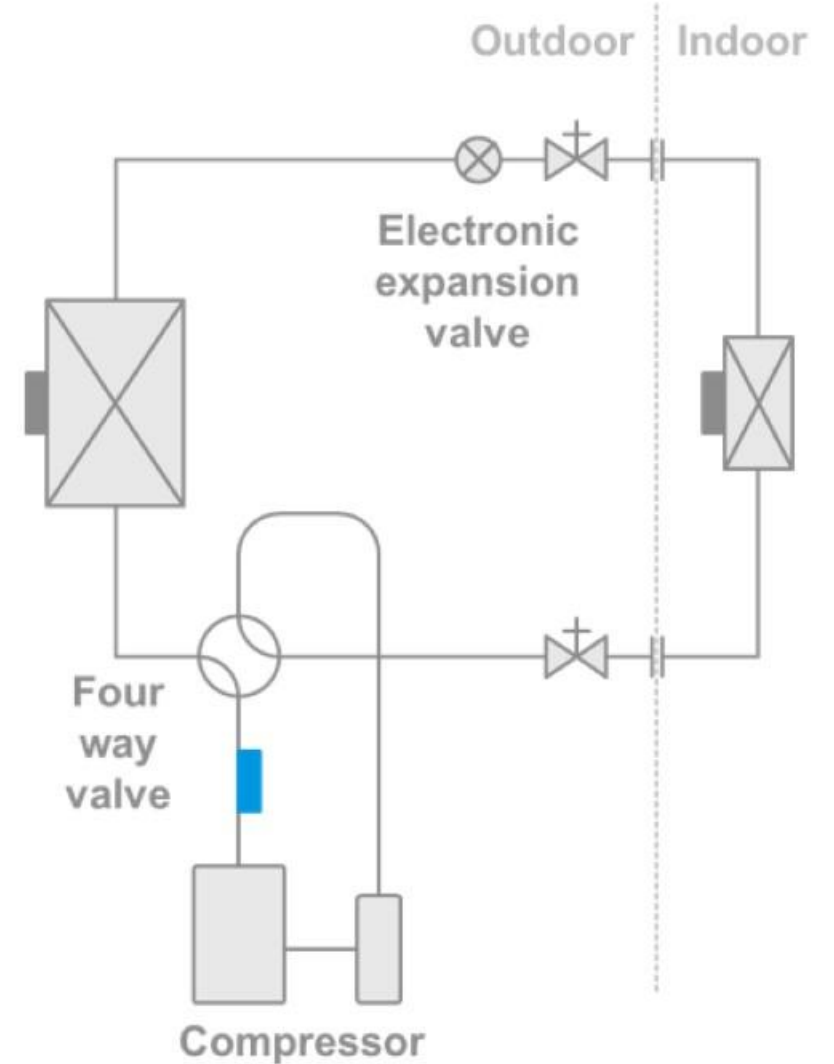 Outdoor
Indoor
Electronic
expansion
valve
Four
way
valve
Compressor